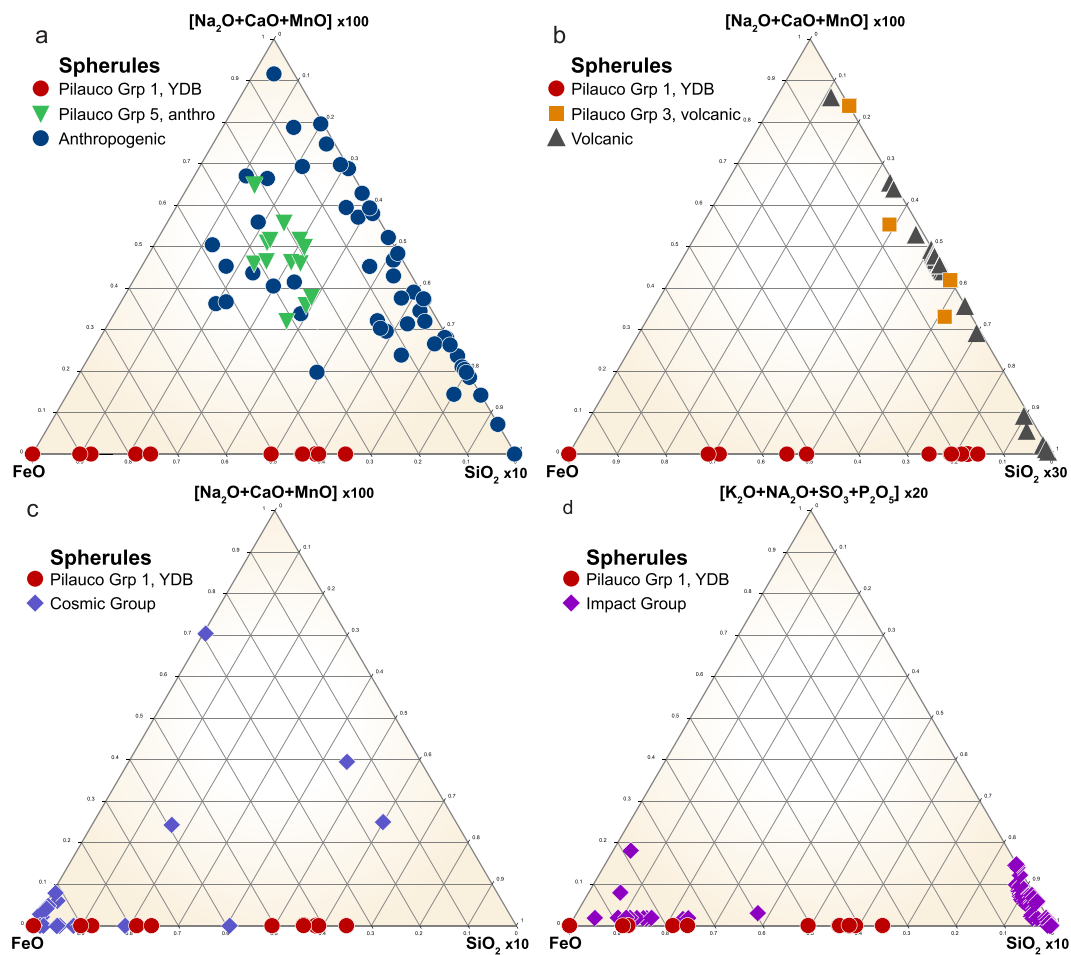 a
[Na₂O+CaO+MnO] x100
Spherules
Pilauco Grp 1, YDB
Pilauco Grp 5, anthro
Anthropogenic
FeO
SiO₂ x10
b
[Na₂O+CaO+MnO] x100
Spherules
Pilauco Grp 1, YDB
Pilauco Grp 3, volcanic
Volcanic
FeO
SiO₂ x30
c
[Na₂O+CaO+MnO] x100
Spherules
Pilauco Grp 1, YDB
Cosmic Group
FeO
SiO₂ x10
d
[K₂O+NA₂O+SO₃+P₂O₅] x20
Spherules
Pilauco Grp 1, YDB
Impact Group
FeO
SiO₂ x10